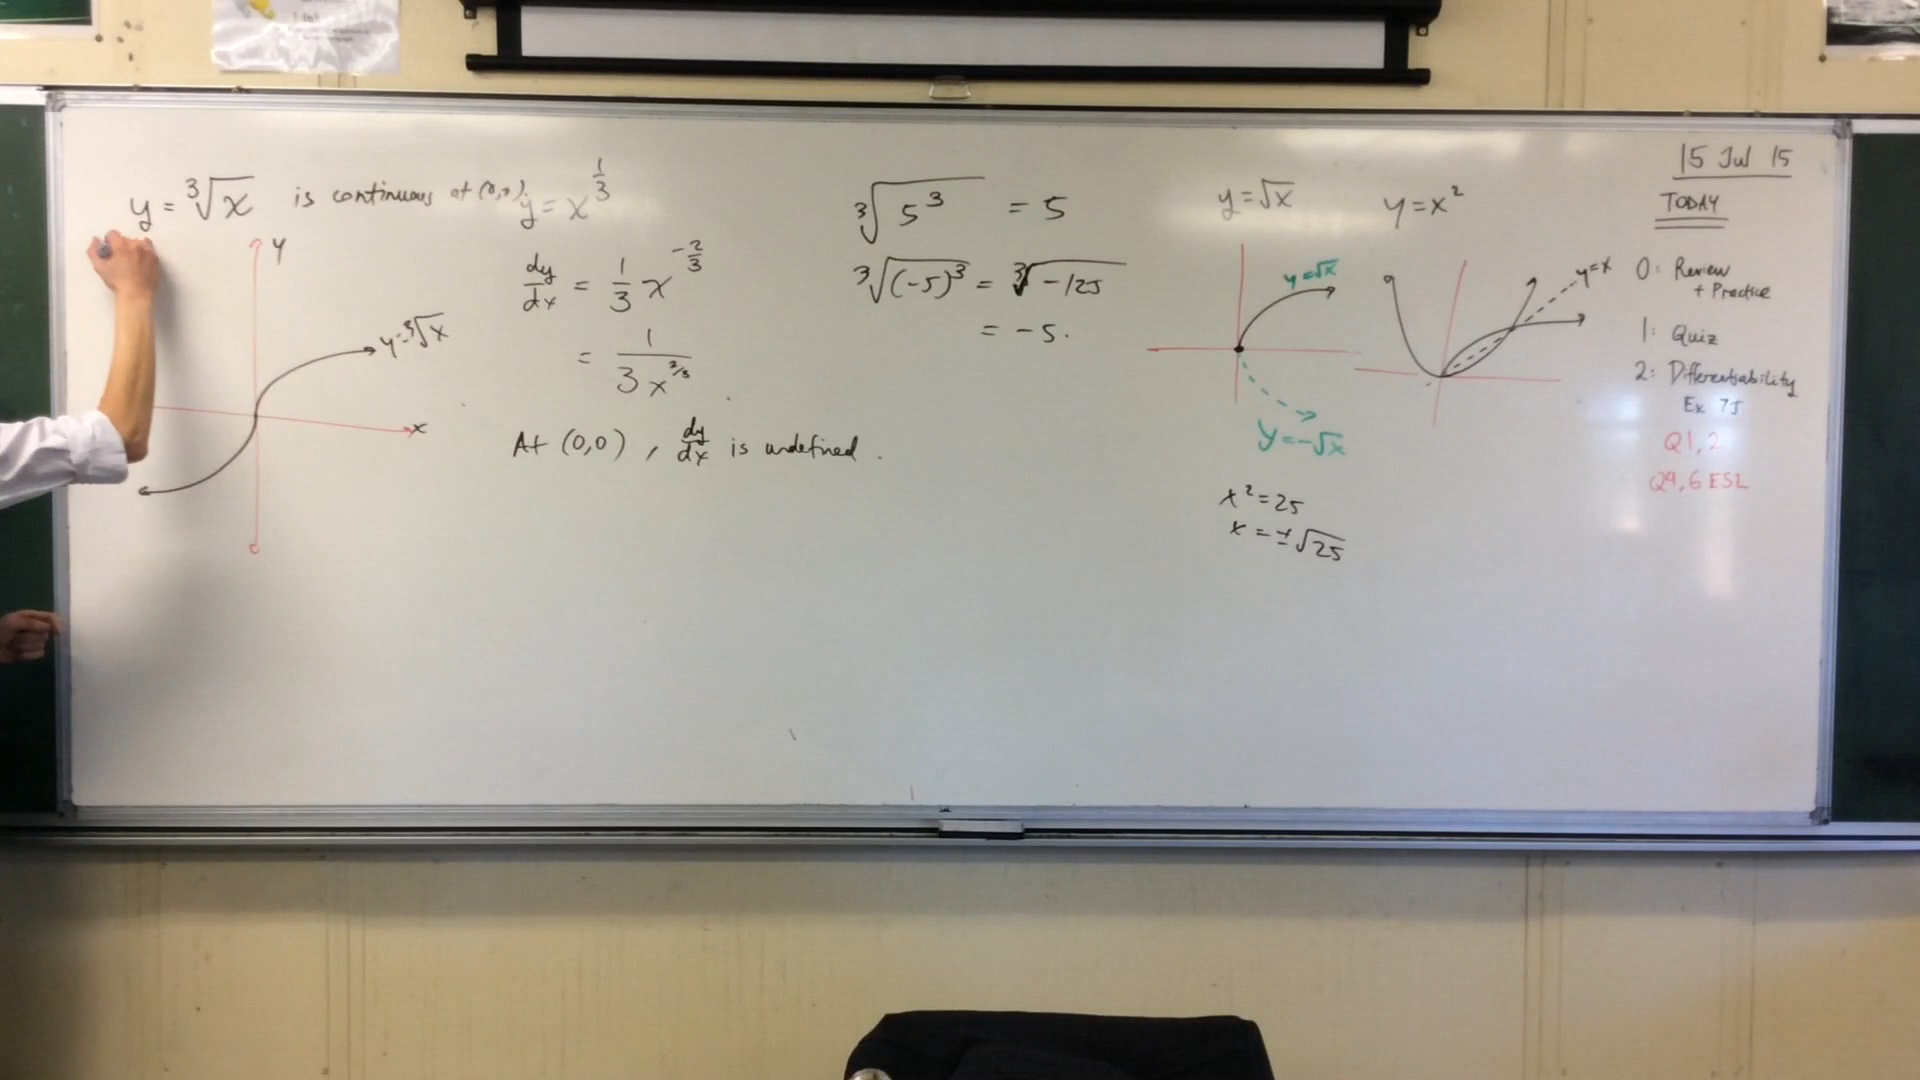 15 Jul 15
TODAY
0: Review
+ Practice
1: Quiz
2: Differentiability
Ex 7J
Q1, 2
Q9, 6 ESL
y = ∛x is continuous at (0,0)
y
y=∛x
x
y = x^(1/3)
dy/dx = 1/3 x^(-2/3)
= 1/(3x^(2/3))
At (0,0), dy/dx is undefined.
∛(5³) = 5
∛((-5)³) = ∛(-125)
= -5.
y=√x
y=√x
y=-√x
x²=25
x=±√25
y=x²
y=x